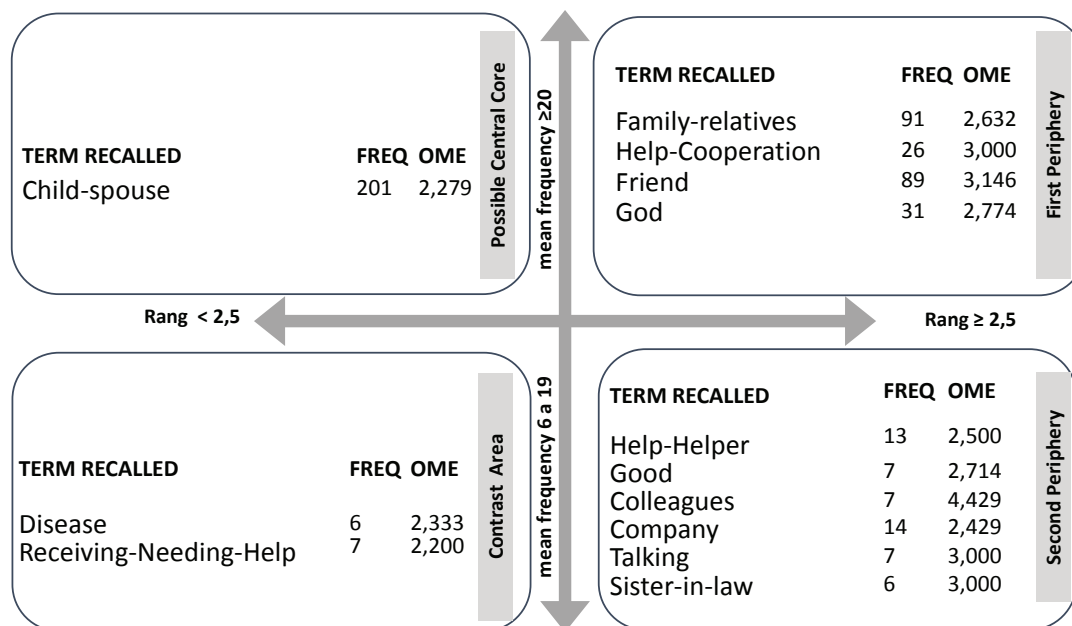 TERM RECALLED FREQ OME
Child-spouse 201 2,279
Possible Central Core
mean frequency ≥20
TERM RECALLED FREQ OME
Family-relatives 91 2,632
Help-Cooperation 26 3,000
Friend 89 3,146
God 31 2,774
First Periphery
Rang < 2,5
Rang ≥ 2,5
TERM RECALLED FREQ OME
Disease 6 2,333
Receiving-Needing-Help 7 2,200
Contrast Area
mean frequency 6 a 19
TERM RECALLED FREQ OME
Help-Helper 13 2,500
Good 7 2,714
Colleagues 7 4,429
Company 14 2,429
Talking 7 3,000
Sister-in-law 6 3,000
Second Periphery